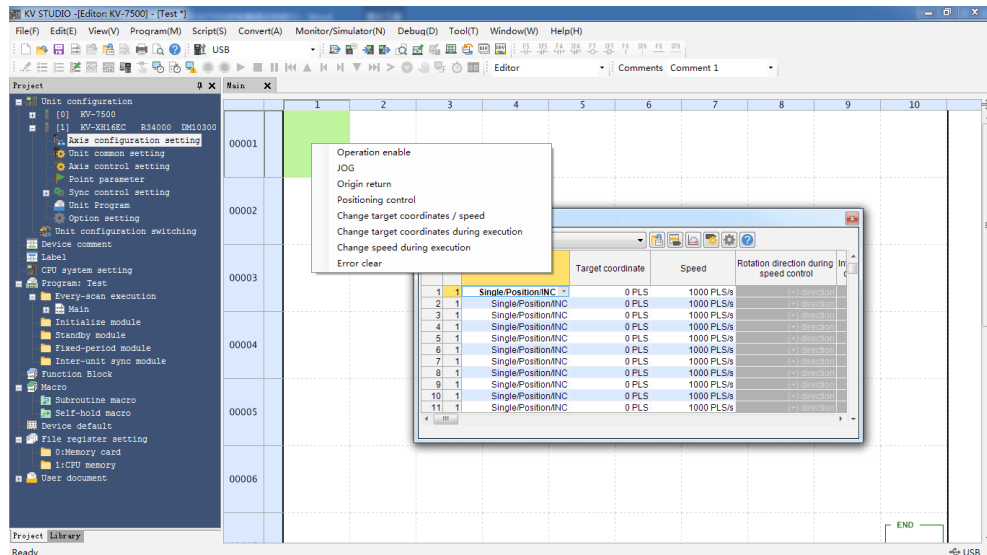 KV STUDIO -[Editor: KV-7500] - [Test *]
File(F) Edit(E) View(V) Program(M) Script(S) Convert(A) Monitor/Simulator(N) Debug(D) Tool(T) Window(W) Help(H)
USB
Editor Comments Comment 1
Project Main
Unit configuration
[0] KV-7500
[1] KV-XH16EC R34000 DM10300
Axis configuration setting
Unit common setting
Axis control setting
Point parameter
Sync control setting
Unit Program
Option setting
Unit configuration switching
Device comment
Label
CPU system setting
Program: Test
Every-scan execution
Main
Initialize module
Standby module
Fixed-period module
Inter-unit sync module
Function Block
Macro
Subroutine macro
Self-hold macro
Device default
File register setting
0:Memory card
1:CPU memory
User document
Project Library
1 2 3 4 5 6 7 8 9 10
00001
00002
00003
00004
00005
00006
Operation enable
JOG
Origin return
Positioning control
Change target coordinates / speed
Change target coordinates during execution
Change speed during execution
Error clear
Target coordinate Speed Rotation direction during speed control
1 1 Single/Position/INC 0 PLS 1000 PLS/s (+) direction
2 1 Single/Position/INC 0 PLS 1000 PLS/s (+) direction
3 1 Single/Position/INC 0 PLS 1000 PLS/s (+) direction
4 1 Single/Position/INC 0 PLS 1000 PLS/s (+) direction
5 1 Single/Position/INC 0 PLS 1000 PLS/s (+) direction
6 1 Single/Position/INC 0 PLS 1000 PLS/s (+) direction
7 1 Single/Position/INC 0 PLS 1000 PLS/s (+) direction
8 1 Single/Position/INC 0 PLS 1000 PLS/s (+) direction
9 1 Single/Position/INC 0 PLS 1000 PLS/s (+) direction
10 1 Single/Position/INC 0 PLS 1000 PLS/s (+) direction
11 1 Single/Position/INC 0 PLS 1000 PLS/s (+) direction
END
Ready USB